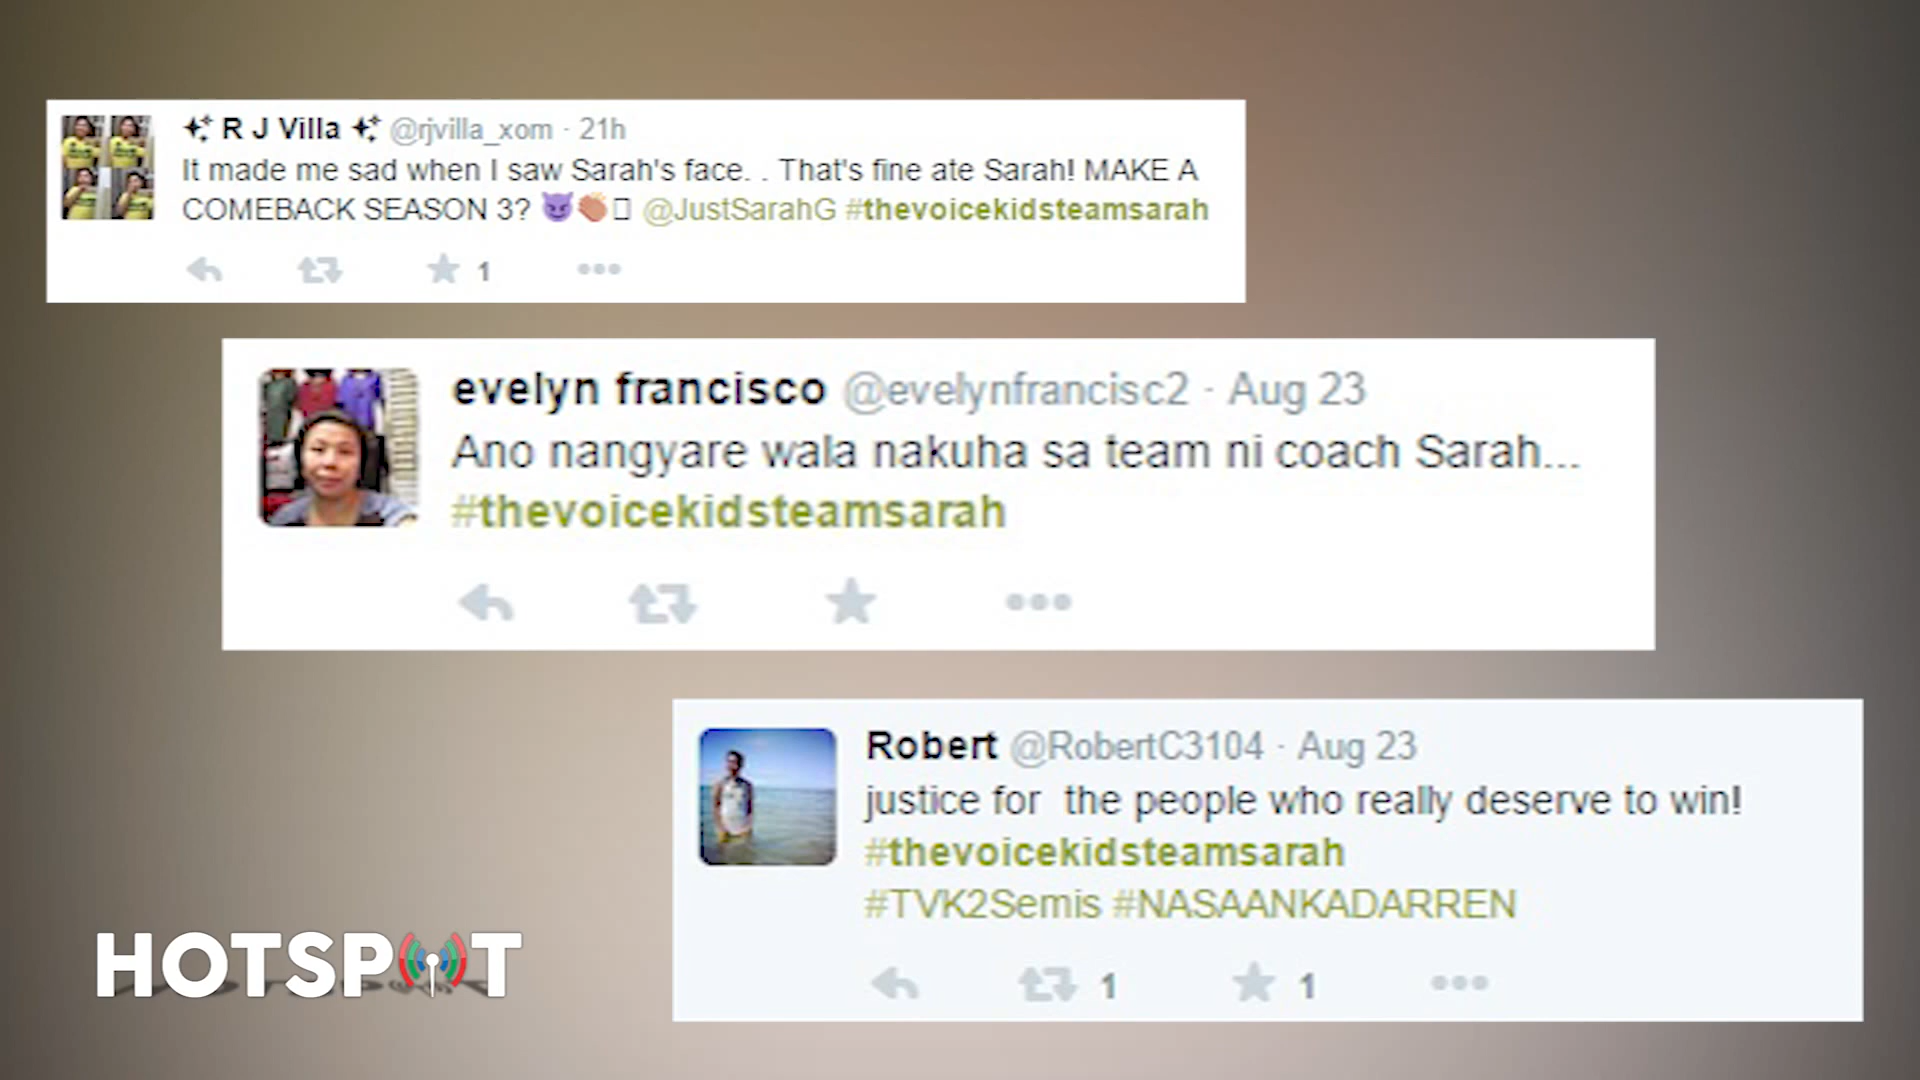 R J Villa @rjvilla_xom · 21h
It made me sad when I saw Sarah's face. . That's fine ate Sarah! MAKE A
COMEBACK SEASON 3? 😈👏 @JustSarahG #thevoicekidsteamsarah
1
evelyn francisco @evelynfrancisc2 · Aug 23
Ano nangyare wala nakuha sa team ni coach Sarah...
#thevoicekidsteamsarah
Robert @RobertC3104 · Aug 23
justice for the people who really deserve to win!
#thevoicekidsteamsarah
#TVK2Semis #NASAANKADARREN
1 1
HOTSPOT